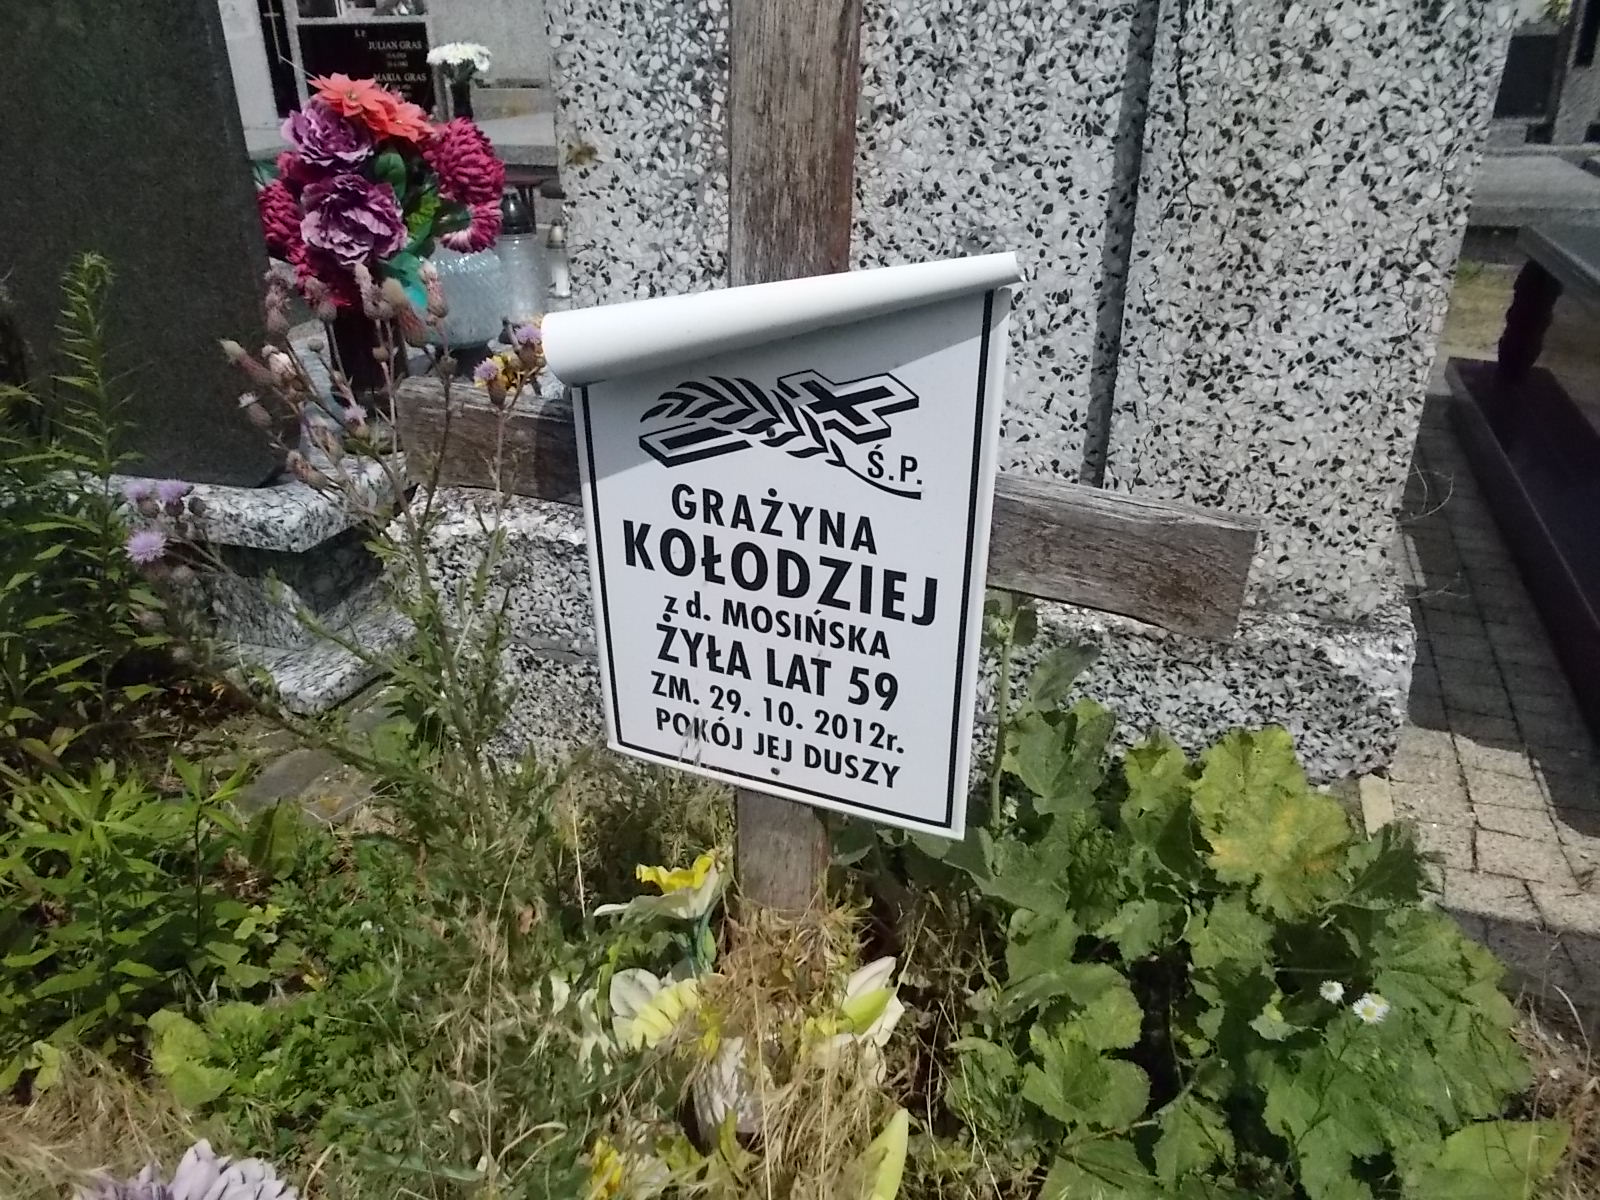 Ś.P.
JULIAN GRAS
MARIA GRAS
Ś.P.
GRAŻYNA
KOŁODZIEJ
z d. MOSIŃSKA
ŻYŁA LAT 59
ZM. 29. 10. 2012r.
POKÓJ JEJ DUSZY